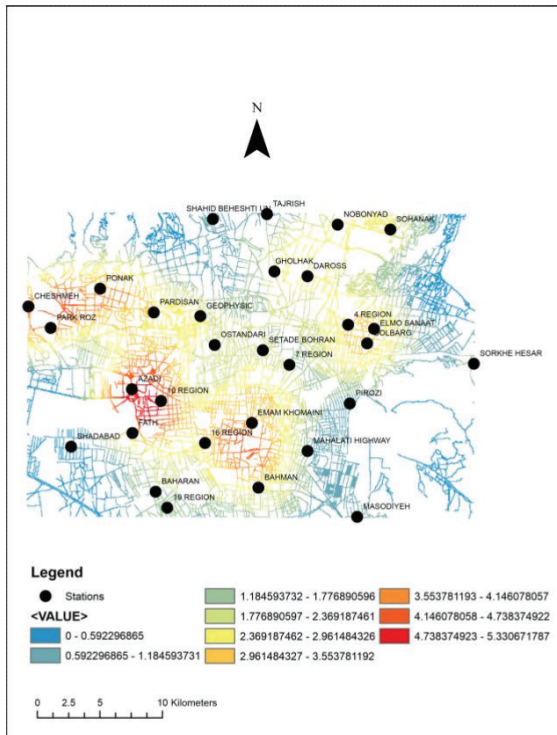 N
TAJRISH
SHAHID BEHESHTI UN
NOBONYAD
SOHANAK
GHOLHAK
DAROSS
PONAK
CHESHMEH
PARDISAN
GEOPHYSIC
PARK ROZ
4 REGION
ELMO SANAAT
GOLBARG
OSTANDARI
SETADE BOHRAN
7 REGION
SORKHE HESAR
AZADI
10 REGION
PIROZI
EMAM KHOMAINI
FATH
16 REGION
SHADABAD
MAHALATI HIGHWAY
BAHARAN
BAHMAN
19 REGION
MASODIYEH
Legend
Stations
<VALUE>
0 - 0.592296865
0.592296865 - 1.184593731
1.184593732 - 1.776890596
1.776890597 - 2.369187461
2.369187462 - 2.961484326
2.961484327 - 3.553781192
3.553781193 - 4.146078057
4.146078058 - 4.738374922
4.738374923 - 5.330671787
0 2.5 5 10 Kilometers